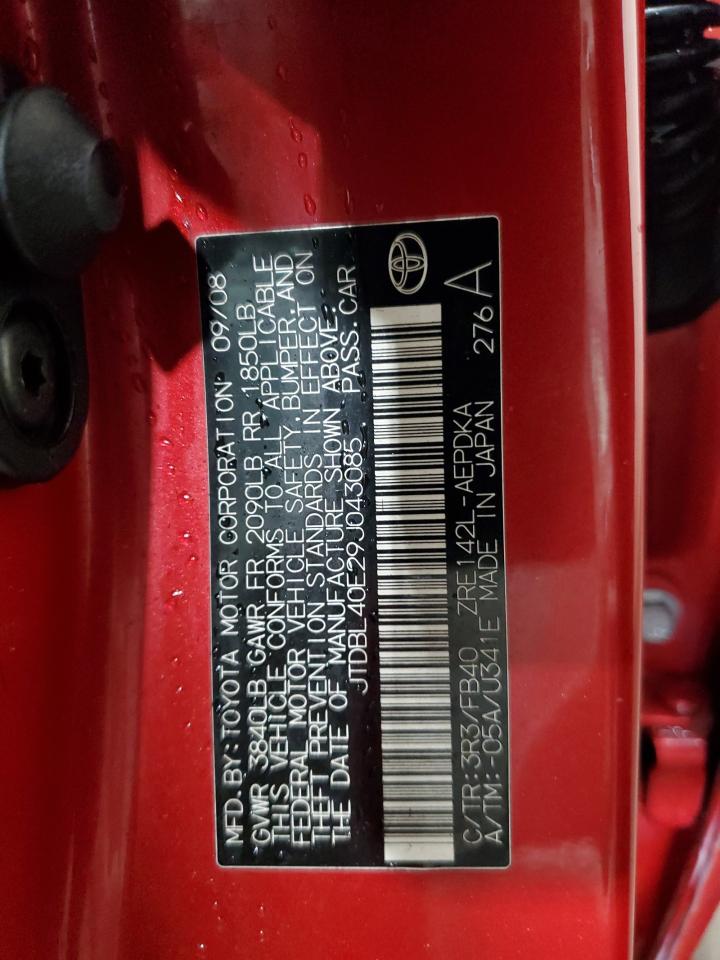 MFD.BY:TOYOTA MOTOR CORPORATION 09/08
GVWR 3840LB GAWR FR 2090LB RR 1850LB
THIS VEHICLE CONFORMS TO ALL APPLICABLE
FEDERAL MOTOR VEHICLE SAFETY,BUMPER,AND
THEFT PREVENTION STANDARDS IN EFFECT ON
THE DATE OF MANUFACTURE SHOWN ABOVE.
JTDBL40E29J043085 PASS.CAR
C/TR:3R3/FB40 ZRE142L-AEPDKA
A/TM:-05A/U341E MADE IN JAPAN 276A